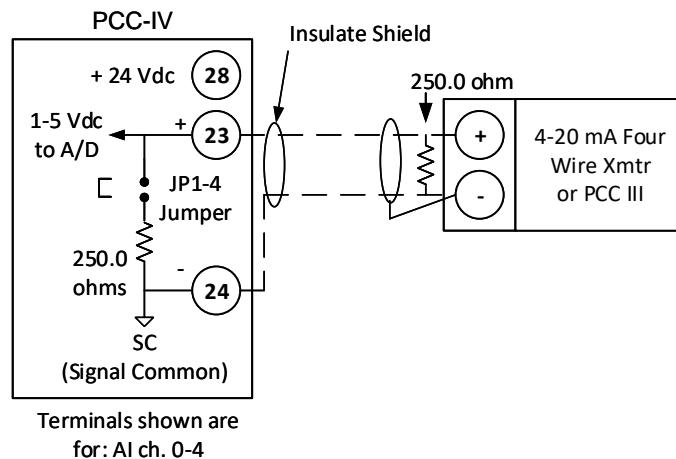 PCC-IV
Insulate Shield
+ 24 Vdc
28
250.0 ohm
1-5 Vdc
to A/D
+
23
+
4-20 mA Four
Wire Xmtr
or PCC III
JP1-4
Jumper
-
250.0
ohms
-
24
SC
(Signal Common)
Terminals shown are
for: AI ch. 0-4